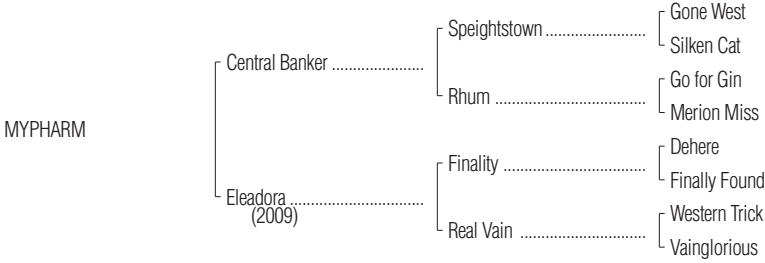 Gone West
Speightstown ........................
Silken Cat
Central Banker ......................
Go for Gin
Rhum ....................................
Merion Miss
MYPHARM
Dehere
Finality ..................................
Finally Found
Eleadora ................................
(2009)
Western Trick
Real Vain ..............................
Vainglorious